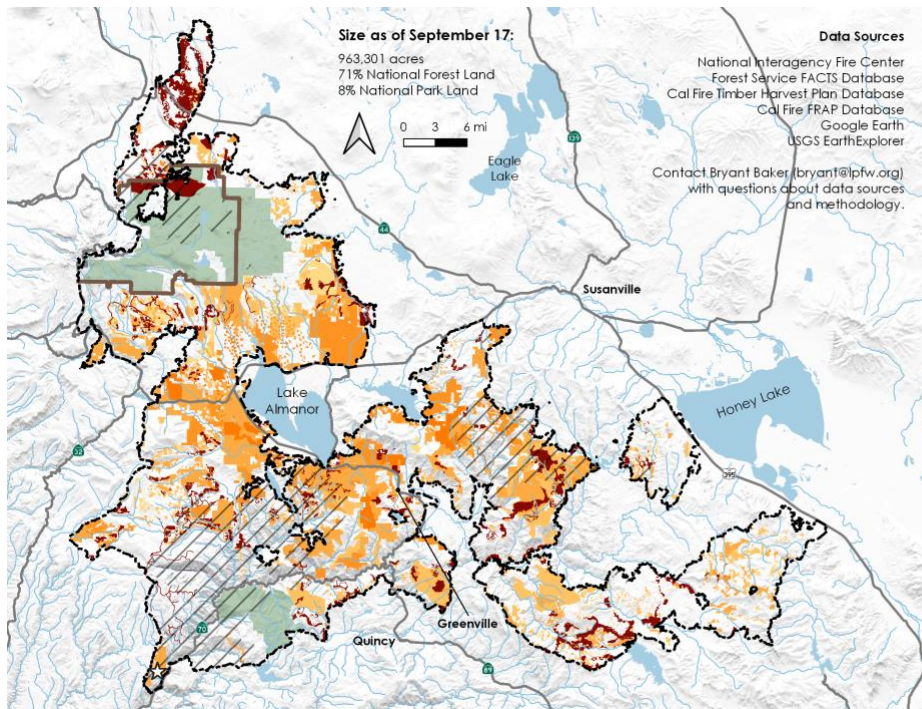 Size as of September 17:
963,301 acres
71% National Forest Land
8% National Park Land
0 3 6 mi
Data Sources
National Interagency Fire Center
Forest Service FACTS Database
Cal Fire Timber Harvest Plan Database
Cal Fire FRAP Database
Google Earth
USGS EarthExplorer
Contact Bryant Baker (bryant@lpfw.org)
with questions about data sources
and methodology.
139
Eagle
Lake
44
Susanville
Lake
Almanor
Honey Lake
32
395
70
Greenville
Quincy
89